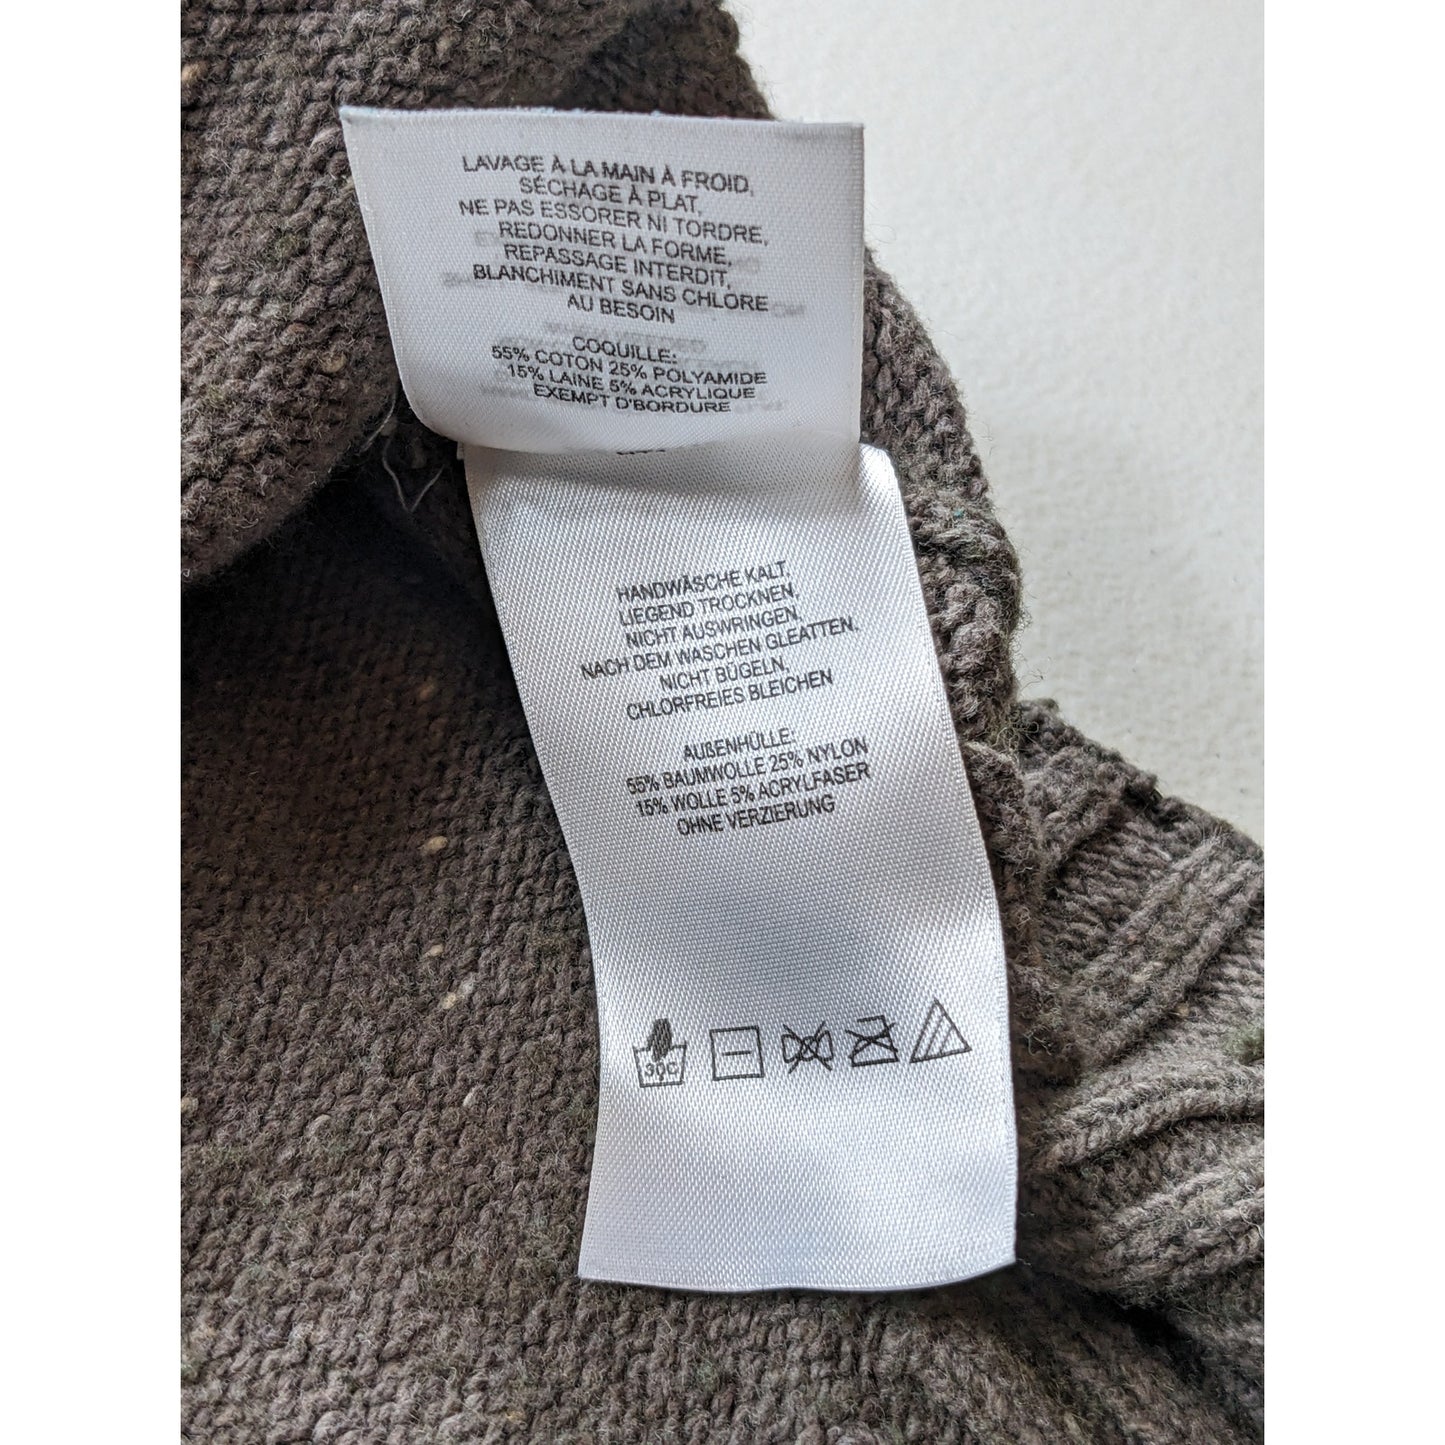 LAVAGE À LA MAIN À FROID,
SÉCHAGE À PLAT,
NE PAS ESSORER NI TORDRE,
REDONNER LA FORME,
REPASSAGE INTERDIT,
BLANCHIMENT SANS CHLORE
AU BESOIN
COQUILLE:
55% COTON 25% POLYAMIDE
15% LAINE 5% ACRYLIQUE
EXEMPT D'BORDURE
HANDWÄSCHE KALT
LIEGEND TROCKNEN,
NICHT AUSWRINGEN,
NACH DEM WASCHEN GLEATTEN,
NICHT BÜGELN,
CHLORFREIES BLEICHEN
AUßENHÜLLE:
55% BAUMWOLLE 25% NYLON
15% WOLLE 5% ACRYLFASER
OHNE VERZIERUNG
30C